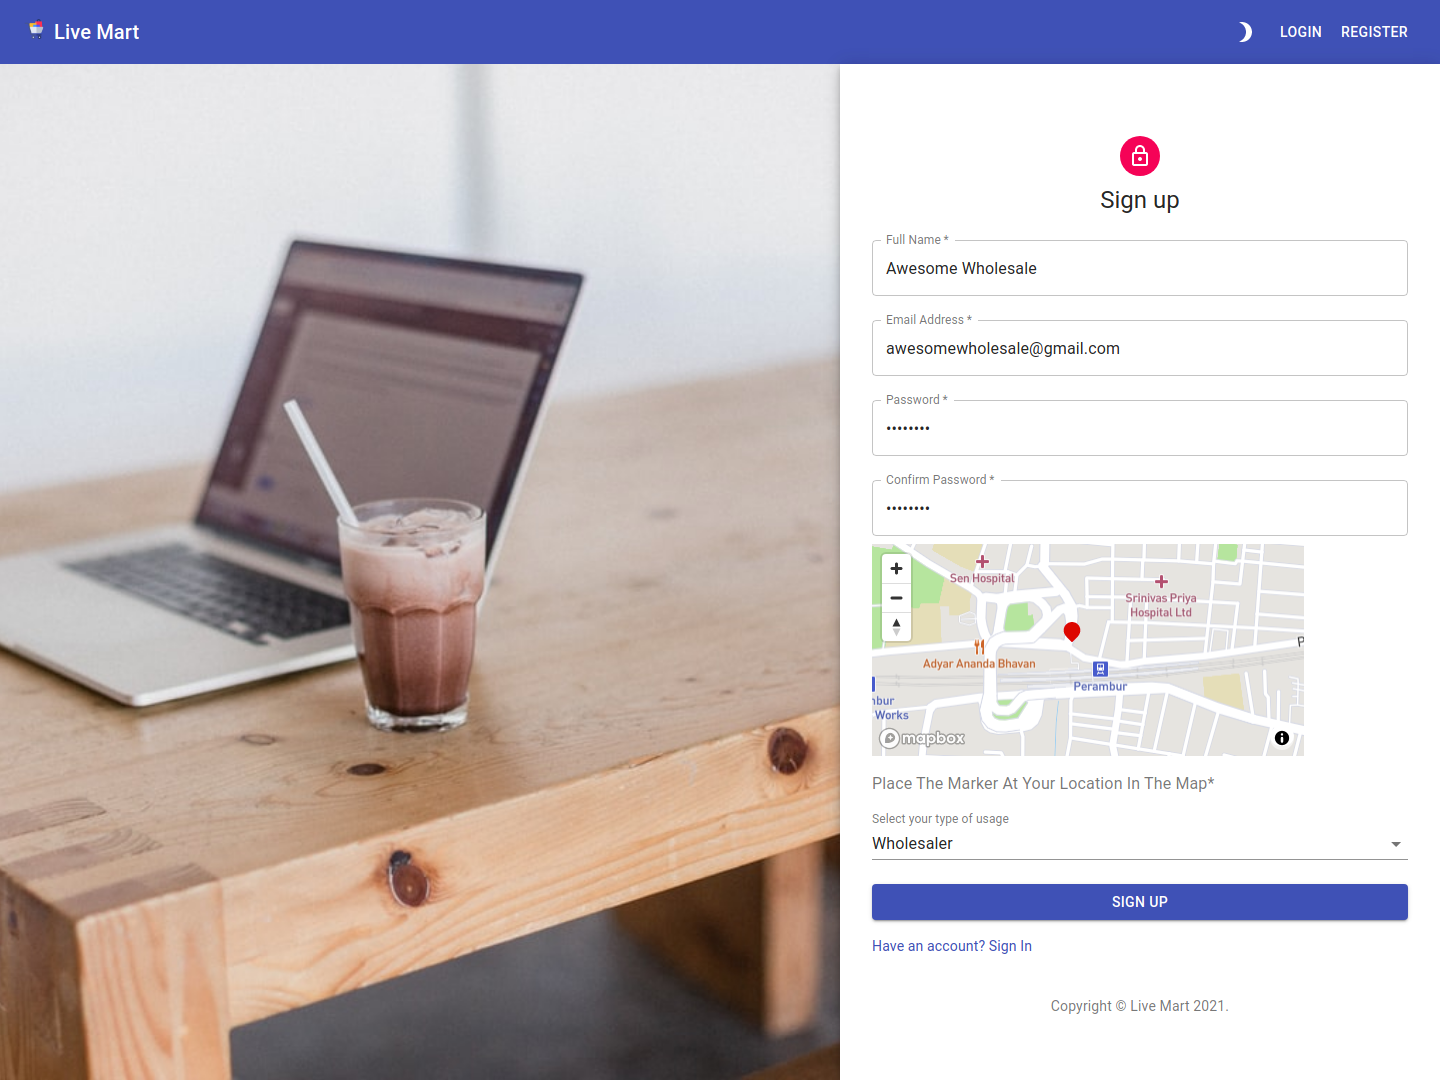 Live Mart
LOGIN
REGISTER
Sign up
Full Name *
Awesome Wholesale
Email Address *
awesomewholesale@gmail.com
Password *
••••••••
Confirm Password *
••••••••
Sen Hospital
Srinivas Priya
Hospital Ltd
Adyar Ananda Bhavan
Perambur
nbur
Works
P
mapbox
Place The Marker At Your Location In The Map*
Select your type of usage
Wholesaler
SIGN UP
Have an account? Sign In
Copyright © Live Mart 2021.